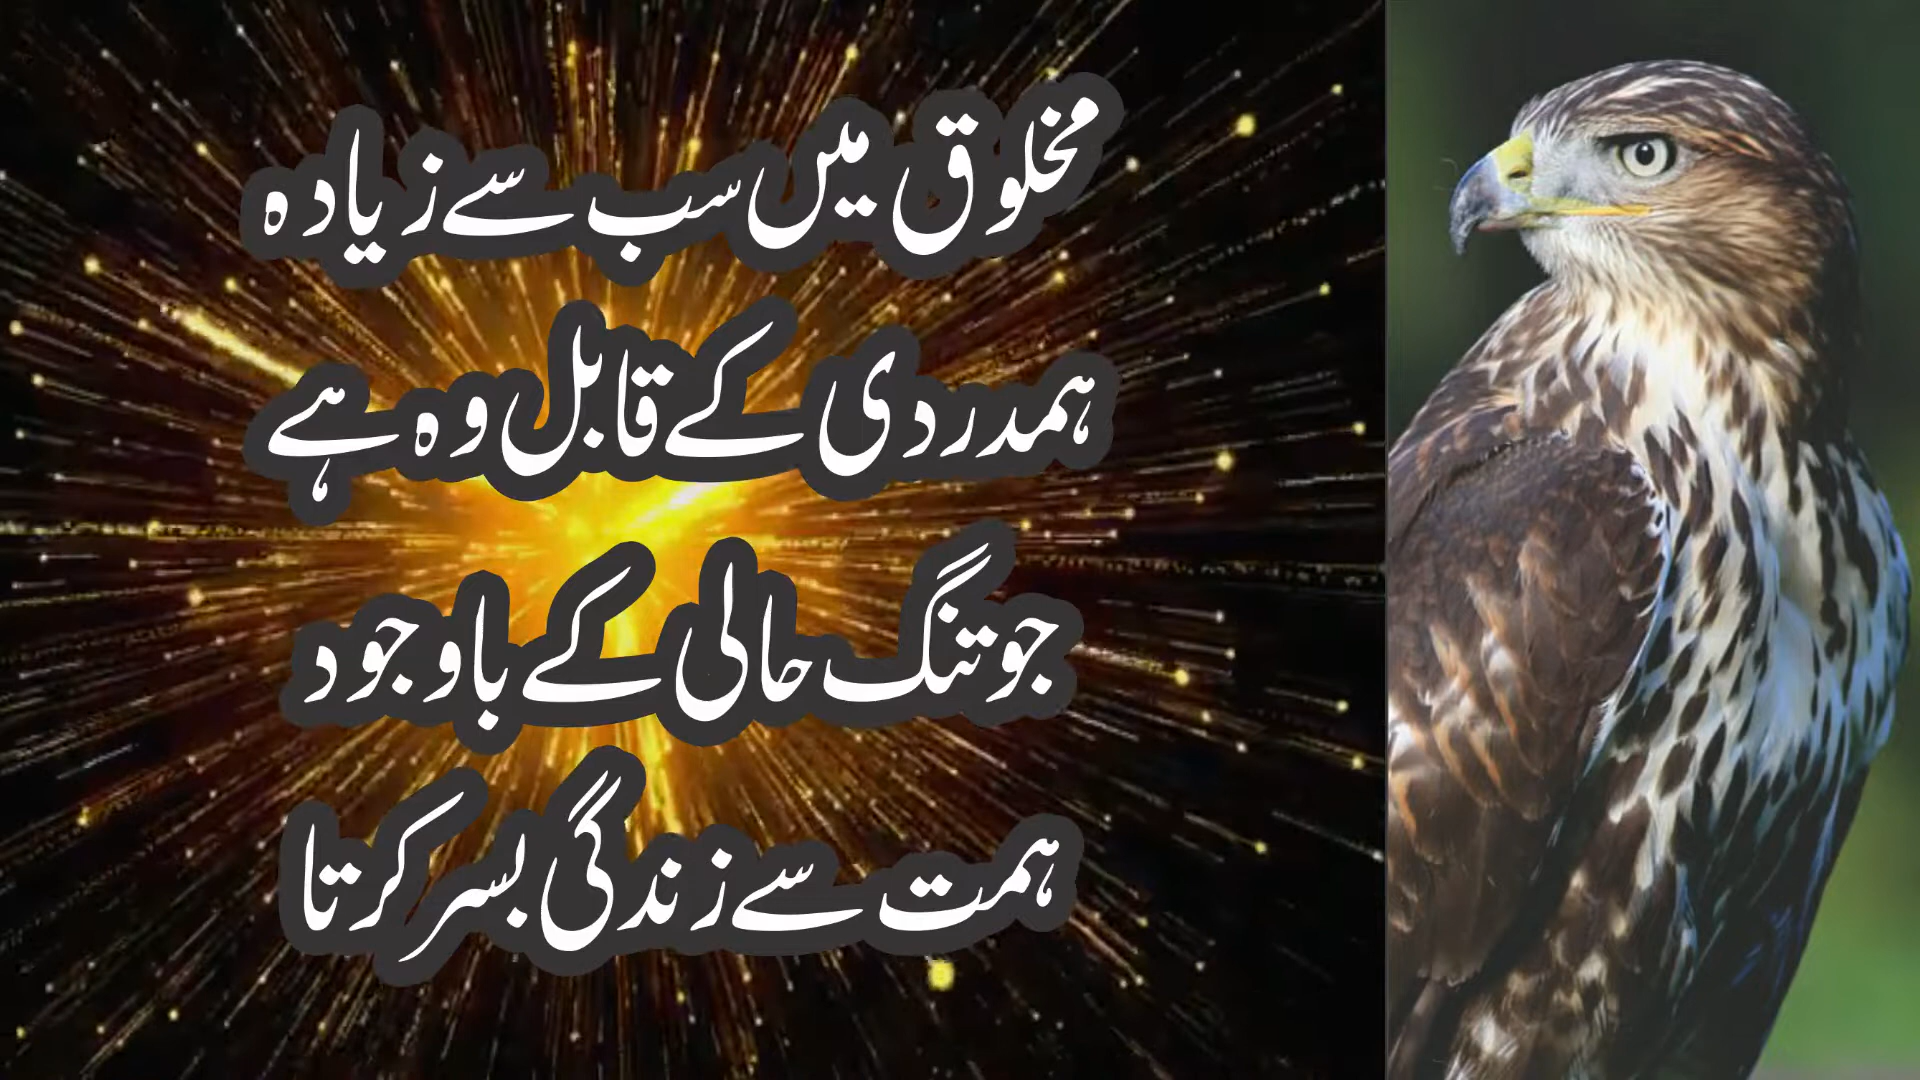 مخلوق میں سب سے زیادہ
ہمدردی کے قابل وہ ہے
جو تنگ حالی کے باوجود
ہمت سے زندگی بسر کرتا